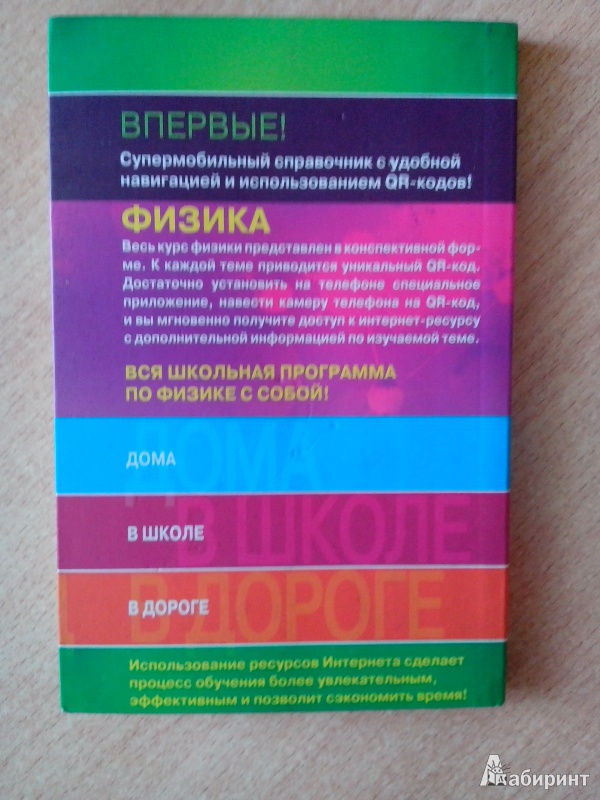 ВПЕРВЫЕ!
Супермобильный справочник с удобной
навигацией и использованием QR-кодов!
ФИЗИКА
Весь курс физики представлен в конспективной фор-
ме. К каждой теме приводится уникальный QR-код.
Достаточно установить на телефоне специальное
приложение, навести камеру телефона на QR-код,
и вы мгновенно получите доступ к интернет-ресурсу
с дополнительной информацией по изучаемой теме.
ВСЯ ШКОЛЬНАЯ ПРОГРАММА
ПО ФИЗИКЕ С СОБОЙ!
ДОМА
ДОМА
В ШКОЛЕ
В ШКОЛЕ
В ДОРОГЕ
В ДОРОГЕ
Использование ресурсов Интернета сделает
процесс обучения более увлекательным,
эффективным и позволит сэкономить время!
Лабиринт